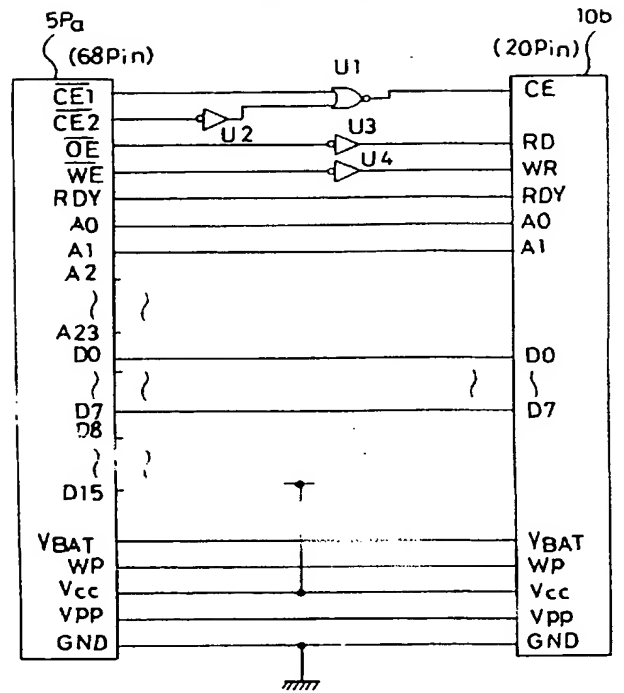 5Pa 10b
(68Pin) (20Pin)
U1
CE1 CE
CE2 U2
OE U3 RD
WE U4 WR
RDY RDY
A0 A0
A1 A1
A2
A23
D0 D0
D7 D7
D8
D15
VBAT VBAT
WP WP
Vcc Vcc
VPP VPP
GND GND